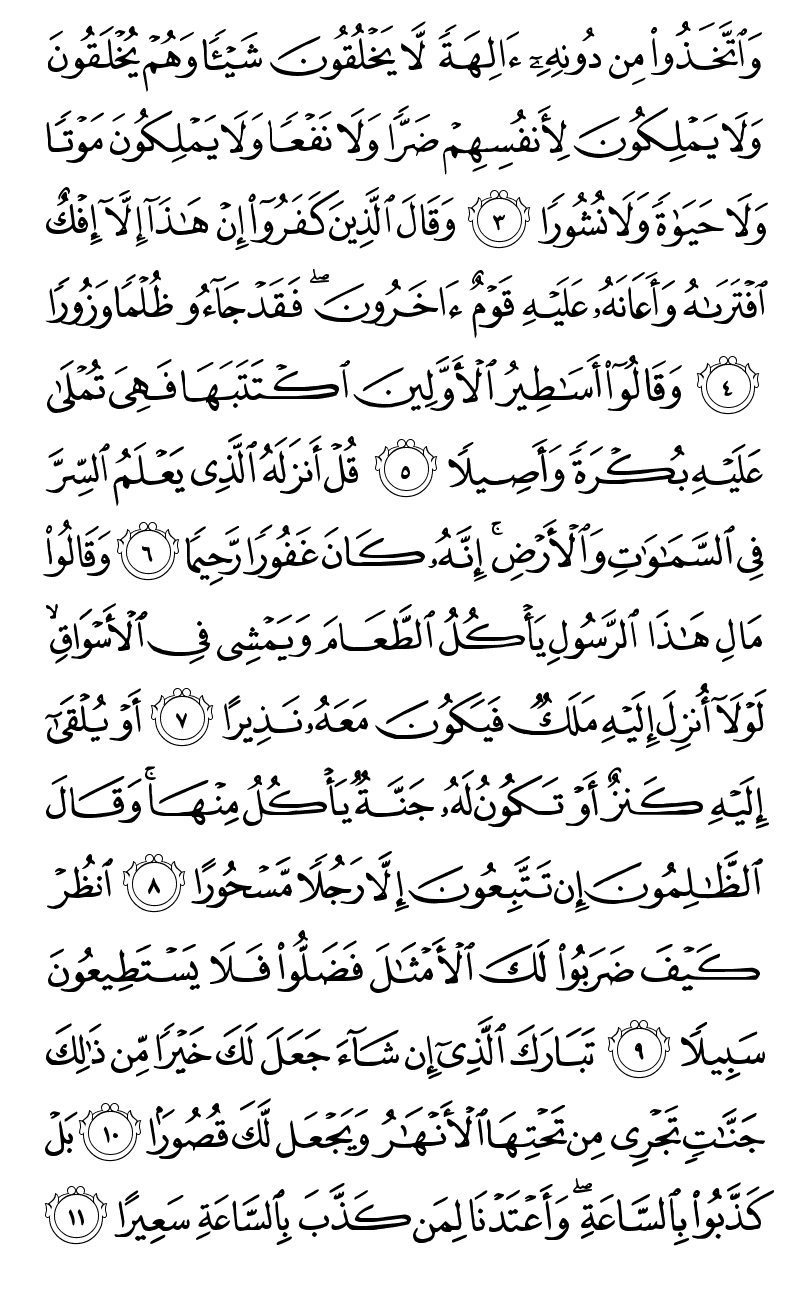 وَٱتَّخَذُوا۟ مِن دُونِهِۦٓ ءَالِهَةً لَّا يَخْلُقُونَ شَيْـًٔا وَهُمْ يُخْلَقُونَ
وَلَا يَمْلِكُونَ لِأَنفُسِهِمْ ضَرًّا وَلَا نَفْعًا وَلَا يَمْلِكُونَ مَوْتًا
وَلَا حَيَوٰةً وَلَا نُشُورًا ٣ وَقَالَ ٱلَّذِينَ كَفَرُوٓا۟ إِنْ هَـٰذَآ إِلَّآ إِفْكٌ
ٱفْتَرَىٰهُ وَأَعَانَهُۥ عَلَيْهِ قَوْمٌ ءَاخَرُونَ ۖ فَقَدْ جَآءُو ظُلْمًا وَزُورًا
٤ وَقَالُوٓا۟ أَسَـٰطِيرُ ٱلْأَوَّلِينَ ٱكْتَتَبَهَا فَهِىَ تُمْلَىٰ
عَلَيْهِ بُكْرَةً وَأَصِيلًا ٥ قُلْ أَنزَلَهُ ٱلَّذِى يَعْلَمُ ٱلسِّرَّ
فِى ٱلسَّمَـٰوَٰتِ وَٱلْأَرْضِ ۚ إِنَّهُۥ كَانَ غَفُورًا رَّحِيمًا ٦ وَقَالُوا۟
مَالِ هَـٰذَا ٱلرَّسُولِ يَأْكُلُ ٱلطَّعَامَ وَيَمْشِى فِى ٱلْأَسْوَاقِ ۙ
لَوْلَآ أُنزِلَ إِلَيْهِ مَلَكٌ فَيَكُونَ مَعَهُۥ نَذِيرًا ٧ أَوْ يُلْقَىٰٓ
إِلَيْهِ كَنزٌ أَوْ تَكُونُ لَهُۥ جَنَّةٌ يَأْكُلُ مِنْهَا ۚ وَقَالَ
ٱلظَّـٰلِمُونَ إِن تَتَّبِعُونَ إِلَّا رَجُلًا مَّسْحُورًا ٨ ٱنظُرْ
كَيْفَ ضَرَبُوا۟ لَكَ ٱلْأَمْثَـٰلَ فَضَلُّوا۟ فَلَا يَسْتَطِيعُونَ
سَبِيلًا ٩ تَبَارَكَ ٱلَّذِىٓ إِن شَآءَ جَعَلَ لَكَ خَيْرًا مِّن ذَٰلِكَ
جَنَّـٰتٍ تَجْرِى مِن تَحْتِهَا ٱلْأَنْهَـٰرُ وَيَجْعَل لَّكَ قُصُورًۢا ١٠ بَلْ
كَذَّبُوا۟ بِٱلسَّاعَةِ ۖ وَأَعْتَدْنَا لِمَن كَذَّبَ بِٱلسَّاعَةِ سَعِيرًا ١١